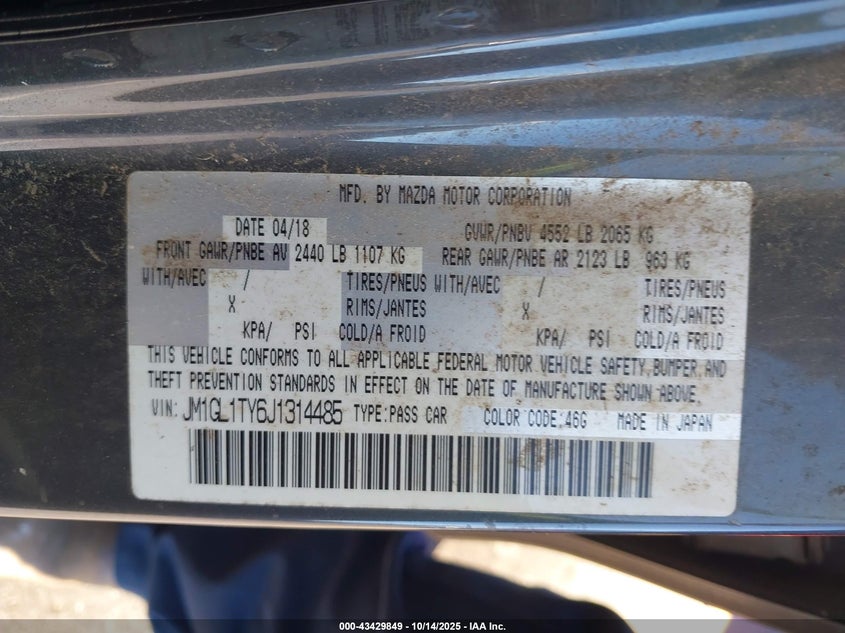 MFD. BY MAZDA MOTOR CORPORATION
DATE 04/18 GVWR/PNBV 4552 LB 2065 KG
FRONT GAWR/PNBE AV 2440 LB 1107 KG REAR GAWR/PNBE AR 2123 LB 963 KG
WITH/AVEC / TIRES/PNEUS WITH/AVEC / TIRES/PNEUS
X RIMS/JANTES X RIMS/JANTES
KPA/ PSI COLD/A FROID KPA/ PSI COLD/A FROID
THIS VEHICLE CONFORMS TO ALL APPLICABLE FEDERAL MOTOR VEHICLE SAFETY, BUMPER, AND
THEFT PREVENTION STANDARDS IN EFFECT ON THE DATE OF MANUFACTURE SHOWN ABOVE.
VIN: JM1GL1TY6J1314485 TYPE:PASS CAR COLOR CODE:46G MADE IN JAPAN
000-43429849 | 10/14/2025 - IAA Inc.